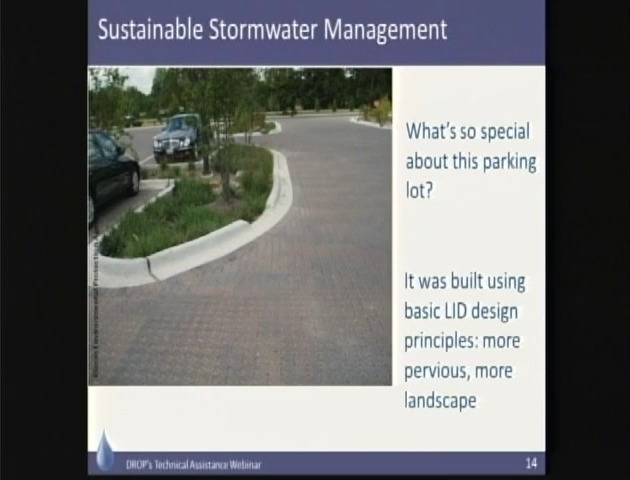 Sustainable Stormwater Management
What's so special
about this parking
lot?
It was built using
basic LID design
principles: more
pervious, more
landscape
DROP's Technical Assistance Webinar
14